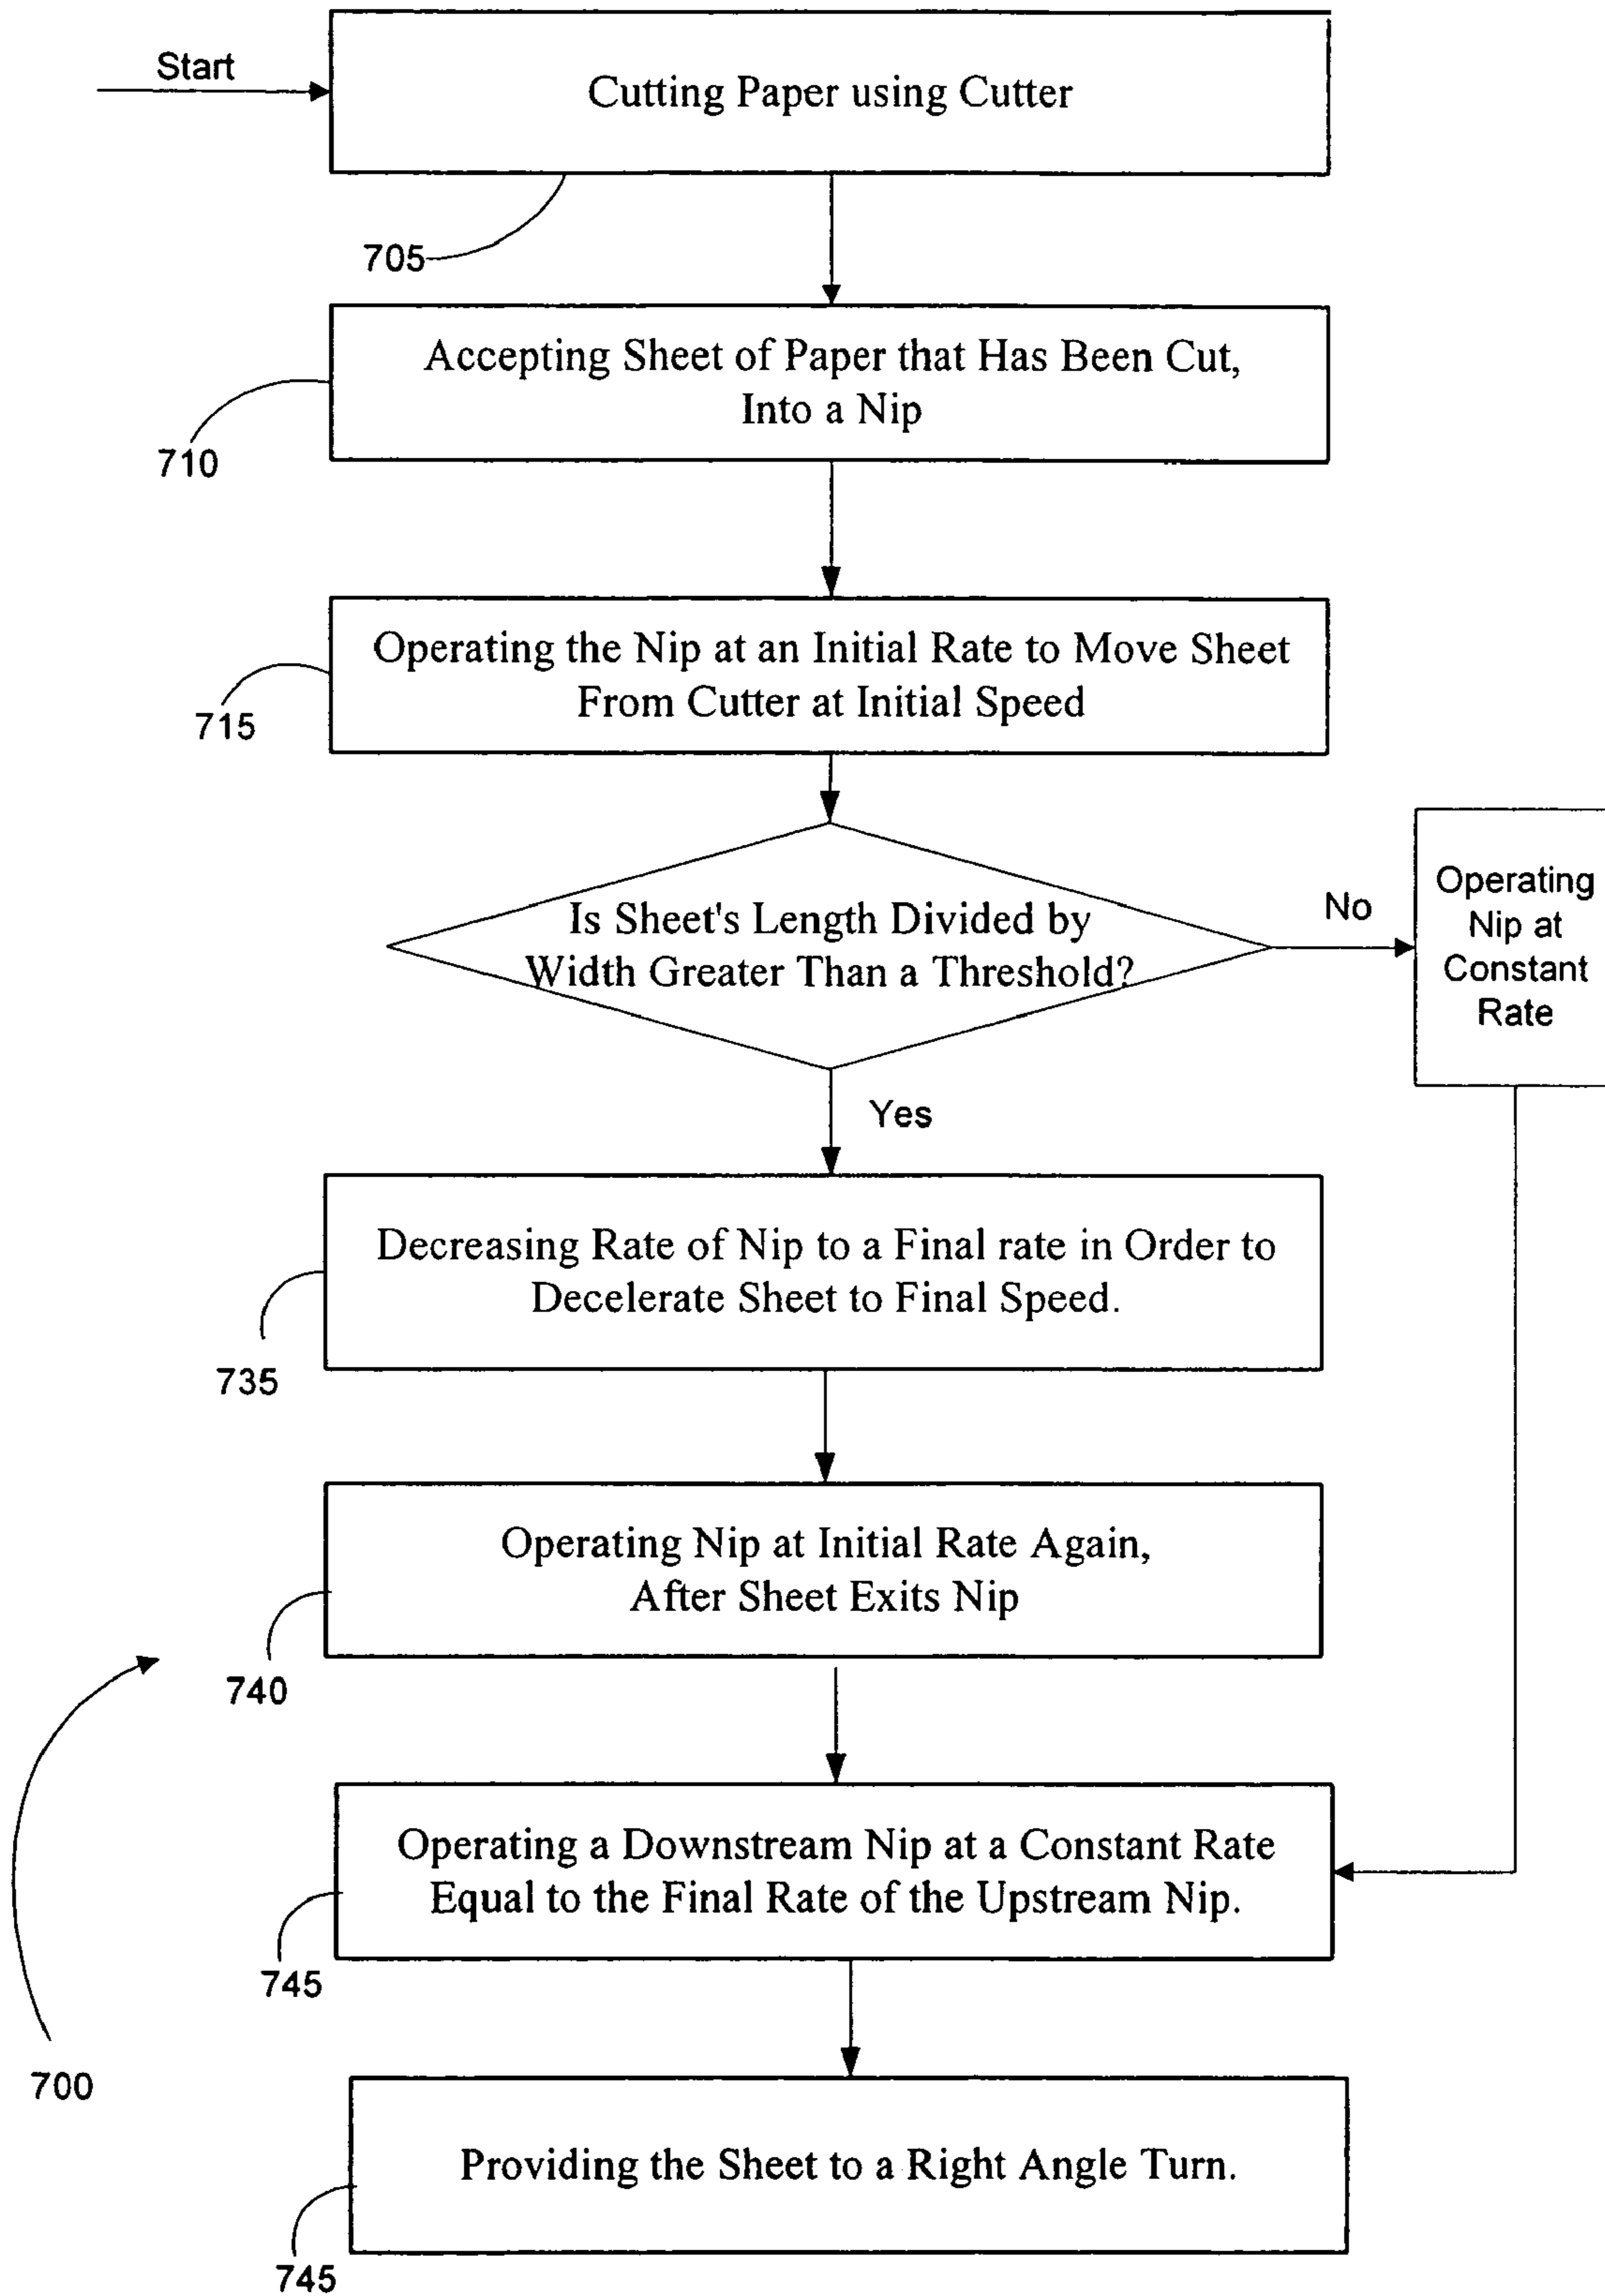 Start
Cutting Paper using Cutter
705
Accepting Sheet of Paper that Has Been Cut,
Into a Nip
710
Operating the Nip at an Initial Rate to Move Sheet
From Cutter at Initial Speed
715
Is Sheet's Length Divided by
Width Greater Than a Threshold?
No
Operating
Nip at
Constant
Rate
Yes
Decreasing Rate of Nip to a Final rate in Order to
Decelerate Sheet to Final Speed.
735
Operating Nip at Initial Rate Again,
After Sheet Exits Nip
740
Operating a Downstream Nip at a Constant Rate
Equal to the Final Rate of the Upstream Nip.
745
700
Providing the Sheet to a Right Angle Turn.
745